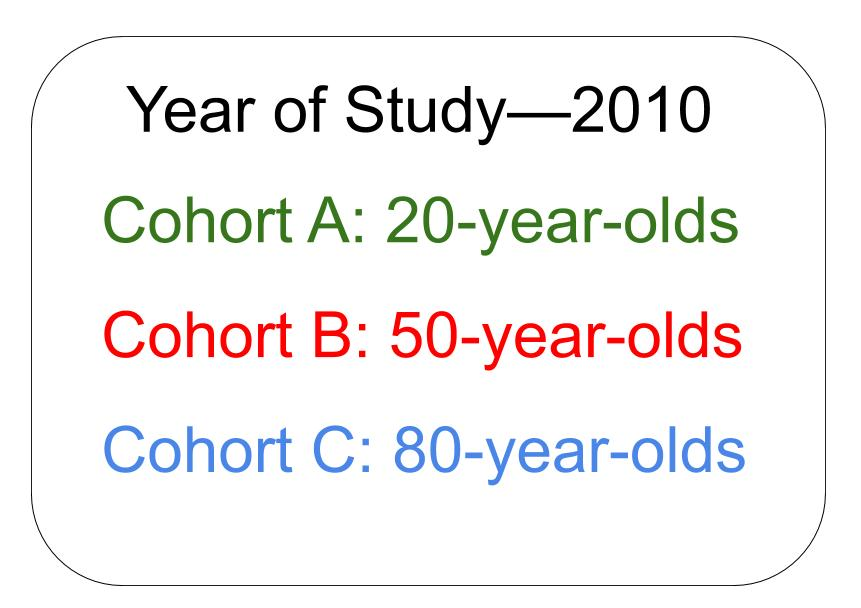 Year of Study—2010
Cohort A: 20-year-olds
Cohort B: 50-year-olds
Cohort C: 80-year-olds